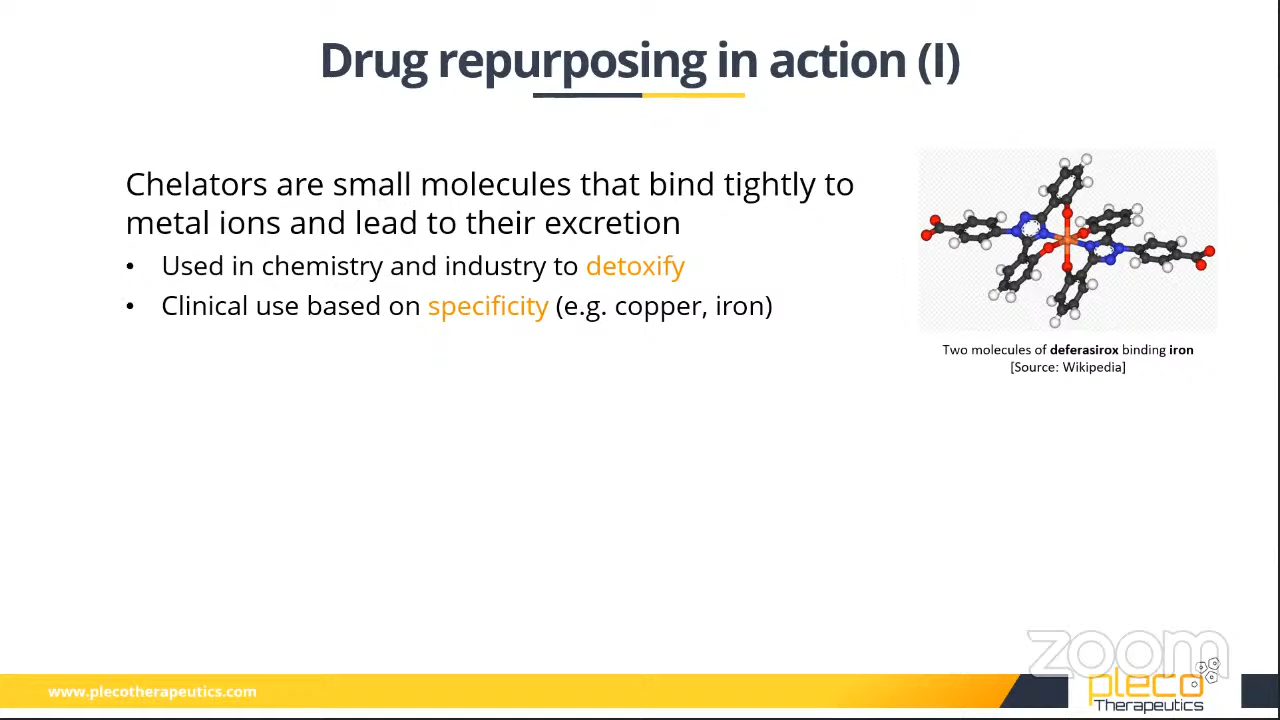 Drug repurposing in action (I)
Chelators are small molecules that bind tightly to
metal ions and lead to their excretion
• Used in chemistry and industry to detoxify
• Clinical use based on specificity (e.g. copper, iron)
Two molecules of deferasirox binding iron
[Source: Wikipedia]
zoom
www.plecotherapeutics.com
pleco
Therapeutics